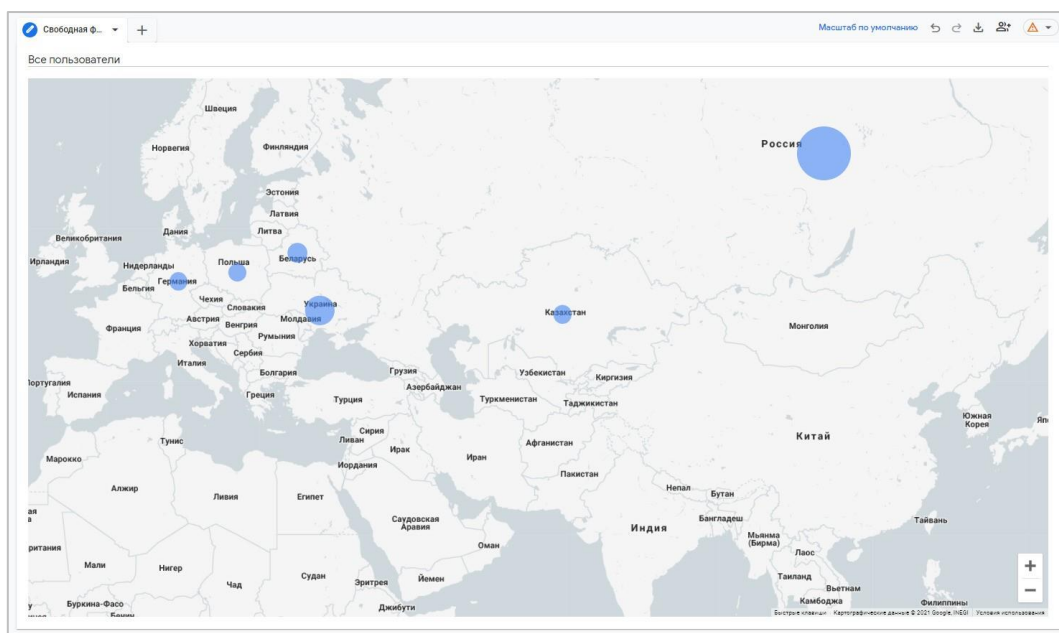 Свободная ф...
Масштаб по умолчанию
Все пользователи
Швеция
Россия
Норвегия
Финляндия
Эстония
Латвия
Дания
Литва
Великобритания
Ирландия
Нидерланды
Польша
Беларусь
Германия
Бельгия
Чехия
Словакия
Украина
Австрия
Венгрия
Молдавия
Казахстан
Франция
Румыния
Монголия
Хорватия
Сербия
Италия
Болгария
Грузия
Узбекистан
Киргизия
Португалия
Азербайджан
Испания
Греция
Турция
Туркменистан
Таджикистан
Южная
Корея
Япо
Сирия
Тунис
Ливан
Афганистан
Китай
Ирак
Иран
Марокко
Иордания
Пакистан
Алжир
Ливия
Египет
Непал
Бутан
ая
а
Саудовская
Аравия
Индия
Бангладеш
Тайвань
Мьянма
(Бирма)
Оман
ритания
Лаос
Мали
Нигер
Судан
Чад
Эритрея
Йемен
Таиланд
Вьетнам
Камбоджа
Филиппины
у
Буркина-Фасо
Джибути
Бенин
Быстрые клавиши
Картографические данные © 2021 Google, INEGI
Условия использования